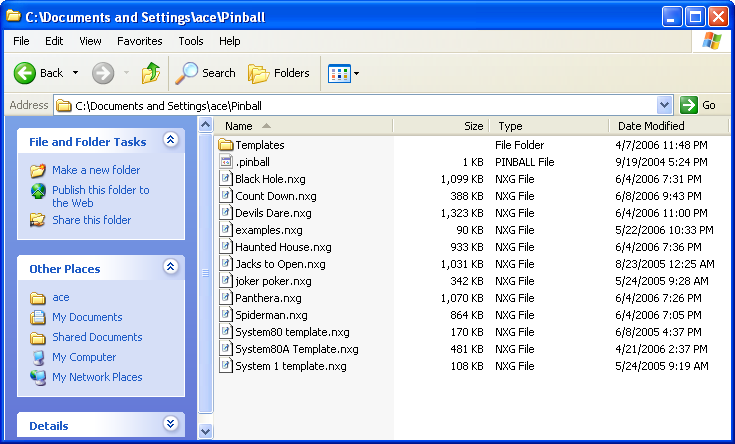 C:\Documents and Settings\ace\Pinball
File Edit View Favorites Tools Help
Back Search Folders
Address C:\Documents and Settings\ace\Pinball Go
File and Folder Tasks
Make a new folder
Publish this folder to
the Web
Share this folder
Other Places
ace
My Documents
Shared Documents
My Computer
My Network Places
Details
Name Size Type Date Modified
Templates File Folder 4/7/2006 11:48 PM
.pinball 1 KB PINBALL File 9/19/2004 5:24 PM
Black Hole.nxg 1,099 KB NXG File 6/4/2006 7:31 PM
Count Down.nxg 388 KB NXG File 6/8/2006 9:43 PM
Devils Dare.nxg 1,323 KB NXG File 6/4/2006 11:00 PM
examples.nxg 90 KB NXG File 5/22/2006 10:33 PM
Haunted House.nxg 933 KB NXG File 6/4/2006 7:36 PM
Jacks to Open.nxg 1,031 KB NXG File 8/23/2005 12:25 AM
joker poker.nxg 342 KB NXG File 5/24/2005 9:28 AM
Panthera.nxg 1,070 KB NXG File 6/4/2006 7:26 PM
Spiderman.nxg 864 KB NXG File 6/4/2006 7:05 PM
System80 template.nxg 170 KB NXG File 6/8/2005 4:37 PM
System80A Template.nxg 481 KB NXG File 4/21/2006 2:37 PM
System 1 template.nxg 108 KB NXG File 5/24/2005 9:19 AM